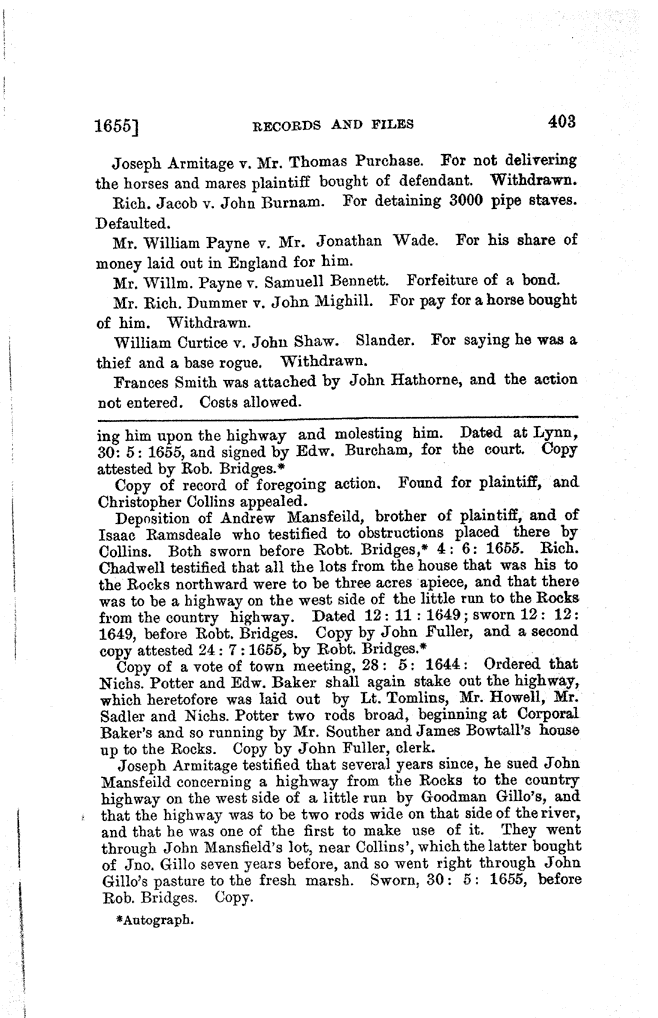 1655]
RECORDS AND FILES
403
Joseph Armitage v. Mr. Thomas Purchase. For not delivering
the horses and mares plaintiff bought of defendant. Withdrawn.
Rich. Jacob v. John Burnam. For detaining 3000 pipe staves.
Defaulted.
Mr. William Payne v. Mr. Jonathan Wade. For his share of
money laid out in England for him.
Mr. Willm. Payne v. Samuell Bennett. Forfeiture of a bond.
Mr. Rich. Dummer v. John Mighill. For pay for a horse bought
of him. Withdrawn.
William Curtice v. John Shaw. Slander. For saying he was a
thief and a base rogue. Withdrawn.
Frances Smith was attached by John Hathorne, and the action
not entered. Costs allowed.
ing him upon the highway and molesting him. Dated at Lynn,
30: 5: 1655, and signed by Edw. Burcham, for the court. Copy
attested by Rob. Bridges.*
Copy of record of foregoing action. Found for plaintiff, and
Christopher Collins appealed.
Deposition of Andrew Mansfeild, brother of plaintiff, and of
Isaac Ramsdeale who testified to obstructions placed there by
Collins. Both sworn before Robt. Bridges,* 4: 6: 1655. Rich.
Chadwell testified that all the lots from the house that was his to
the Rocks northward were to be three acres apiece, and that there
was to be a highway on the west side of the little run to the Rocks
from the country highway. Dated 12: 11: 1649; sworn 12: 12:
1649, before Robt. Bridges. Copy by John Fuller, and a second
copy attested 24: 7: 1655, by Robt. Bridges.*
Copy of a vote of town meeting, 28: 5: 1644: Ordered that
Nichs. Potter and Edw. Baker shall again stake out the highway,
which heretofore was laid out by Lt. Tomlins, Mr. Howell, Mr.
Sadler and Nichs. Potter two rods broad, beginning at Corporal
Baker's and so running by Mr. Souther and James Bowtall's house
up to the Rocks. Copy by John Fuller, clerk.
Joseph Armitage testified that several years since, he sued John
Mansfeild concerning a highway from the Rocks to the country
highway on the west side of a little run by Goodman Gillo's, and
that the highway was to be two rods wide on that side of the river,
and that he was one of the first to make use of it. They went
through John Mansfield's lot, near Collins', which the latter bought
of Jno. Gillo seven years before, and so went right through John
Gillo's pasture to the fresh marsh. Sworn, 30: 5: 1655, before
Rob. Bridges. Copy.
*Autograph.